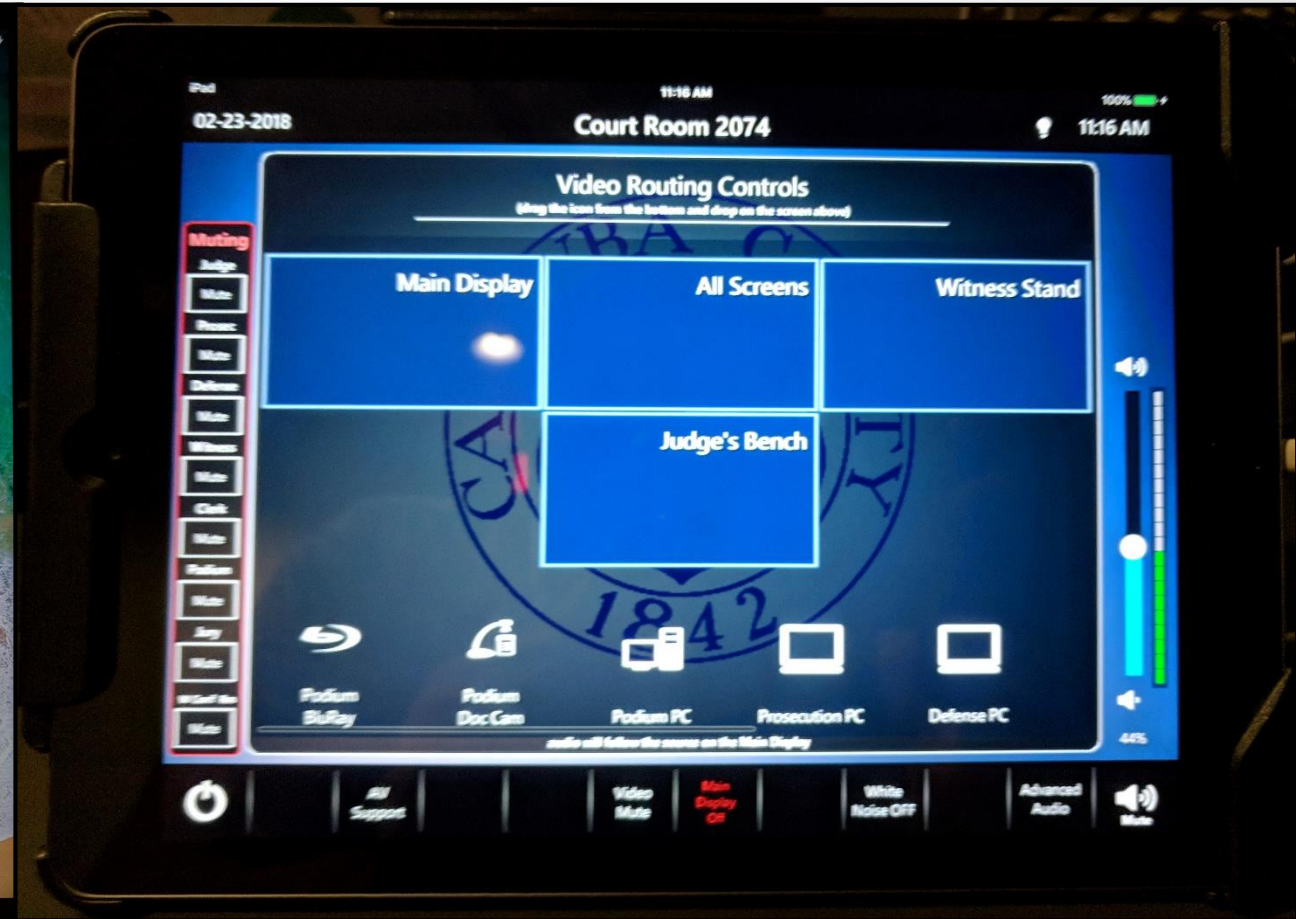 iPad
11:16 AM
100%
02-23-2018
Court Room 2074
11:16 AM
Video Routing Controls
(drag the icon from the bottom and drop on the screen above)
Muting
Judge
Mute
Prosec
Mute
Defense
Mute
Witness
Mute
Clerk
Mute
Podium
Mute
Jury
Mute
Mute
Main Display
All Screens
Witness Stand
Judge's Bench
CA
UBA C
TY
1842
Podium
BluRay
Podium
Doc Cam
Podium PC
Prosecution PC
Defense PC
audio will follow the source on the Main Display
44%
AV
Support
Video
Mute
Main
Display
Off
White
Noise OFF
Advanced
Audio
Mute